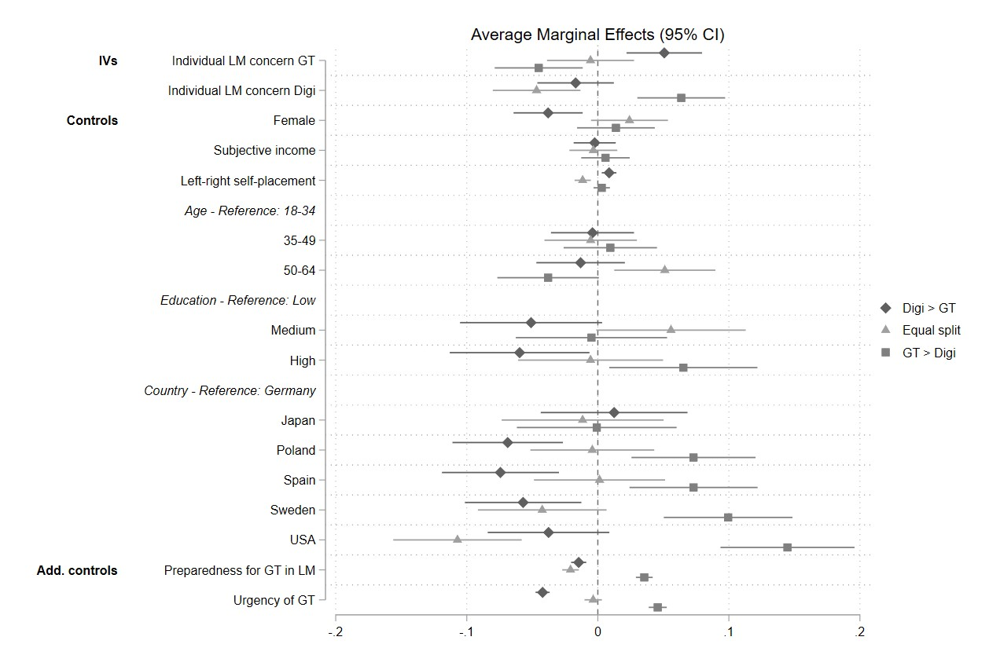 Average Marginal Effects (95% CI)
IVs Individual LM concern GT
Individual LM concern Digi
Controls Female
Subjective income
Left-right self-placement
Age - Reference: 18-34
35-49
50-64
Education - Reference: Low
Medium
High
Country - Reference: Germany
Japan
Poland
Spain
Sweden
USA
Add. controls Preparedness for GT in LM
Urgency of GT
-.2 -.1 0 .1 .2
Digi > GT
Equal split
GT > Digi